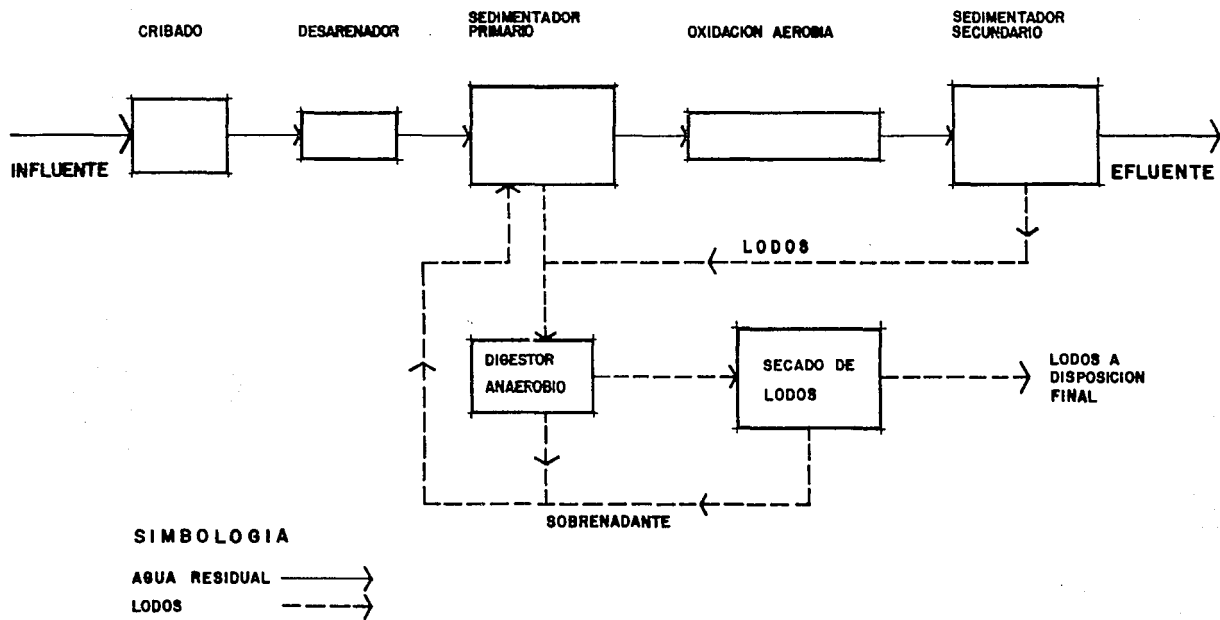 CRIBADO
DESARENADOR
SEDIMENTADOR
PRIMARIO
OXIDACION AEROBIA
SEDIMENTADOR
SECUNDARIO
INFLUENTE
EFLUENTE
LODOS
DIGESTOR
ANAEROBIO
SECADO DE
LODOS
LODOS A
DISPOSICION
FINAL
SOBRENADANTE
SIMBOLOGIA
AGUA RESIDUAL
LODOS